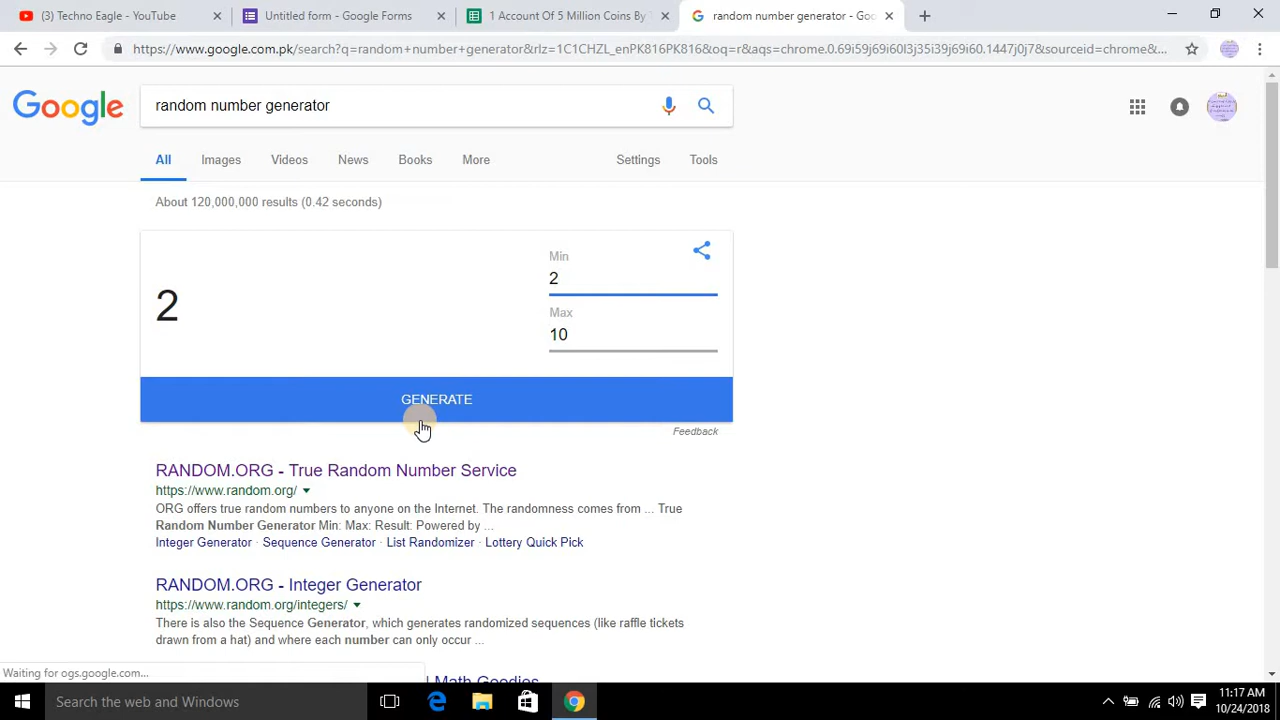 (3) Techno Eagle - YouTube
Untitled form - Google Forms
1 Account Of 5 Million Coins By
random number generator - Goo
https://www.google.com.pk/search?q=random+number+generator&rlz=1C1CHZL_enPK816PK816&oq=r&aqs=chrome.0.69i59j69i60l3j35i39j69i60.1447j0j7&sourceid=chrome&...
Google
random number generator
All Images Videos News Books More Settings Tools
About 120,000,000 results (0.42 seconds)
Min
2
2
Max
10
GENERATE
Feedback
RANDOM.ORG - True Random Number Service
https://www.random.org/
ORG offers true random numbers to anyone on the Internet. The randomness comes from ... True
Random Number Generator Min: Max: Result: Powered by ...
Integer Generator · Sequence Generator · List Randomizer · Lottery Quick Pick
RANDOM.ORG - Integer Generator
https://www.random.org/integers/
There is also the Sequence Generator, which generates randomized sequences (like raffle tickets
drawn from a hat) and where each number can only occur ...
Math Goodies
Waiting for ogs.google.com...
Search the web and Windows
11:17 AM
10/24/2018